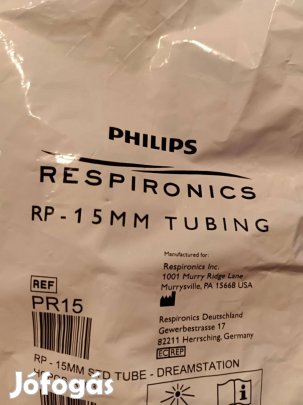 PHILIPS
RESPIRONICS
RP - 15MM TUBING
Manufactured for:
Respironics Inc.
1001 Murry Ridge Lane
Murrysville, PA 15668 USA
REF
PR15
Respironics Deutschland
Gewerbestrasse 17
82211 Herrsching, Germany
EC REP
RP - 15MM STD TUBE - DREAMSTATION
Jófogás